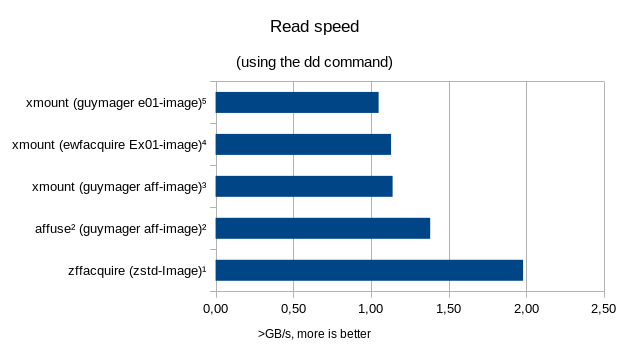 Read speed
(using the dd command)
xmount (guymager e01-image)⁵
xmount (ewfacquire Ex01-image)⁴
xmount (guymager aff-image)³
affuse² (guymager aff-image)²
zffacquire (zstd-Image)¹
0,00 0,50 1,00 1,50 2,00 2,50
>GB/s, more is better